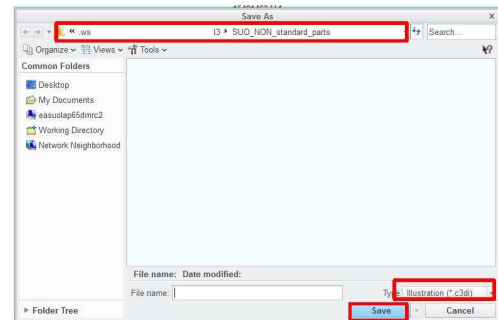 Save As x
« .ws I3 ▸ SUO_NON_standard_parts Search...
Organize Views Tools
Common Folders
Desktop
My Documents
easuolap65dmrc2
Working Directory
Network Neighborhood
File name: Date modified:
File name: Type Illustration (*.c3di)
Folder Tree
Save Cancel